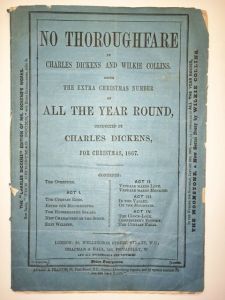 NO THOROUGHFARE
BY
CHARLES DICKENS AND WILKIE COLLINS.
BEING
THE EXTRA CHRISTMAS NUMBER
OF
ALL THE YEAR ROUND,
CONDUCTED BY
CHARLES DICKENS,
FOR CHRISTMAS, 1867.
CONTENTS:
THE OVERTURE.
ACT I.
THE CURTAIN RISES.
ENTER THE HOUSEKEEPER.
THE HOUSEKEEPER SPEAKS.
NEW CHARACTERS ON THE SCENE.
EXIT WILDING.
ACT II.
VENDALE MAKES LOVE.
VENDALE MAKES MISCHIEF.
ACT III.
IN THE VALLEY.
ON THE MOUNTAIN.
ACT IV.
THE CLOCK-LOCK.
OBENREIZER'S VICTORY.
THE CURTAIN FALLS.
LONDON: 26, WELLINGTON STREET, STRAND, W.C.;
CHAPMAN & HALL, 193, PICCADILLY, W.
THE MOONSTONE.
WILKIE COLLINS.